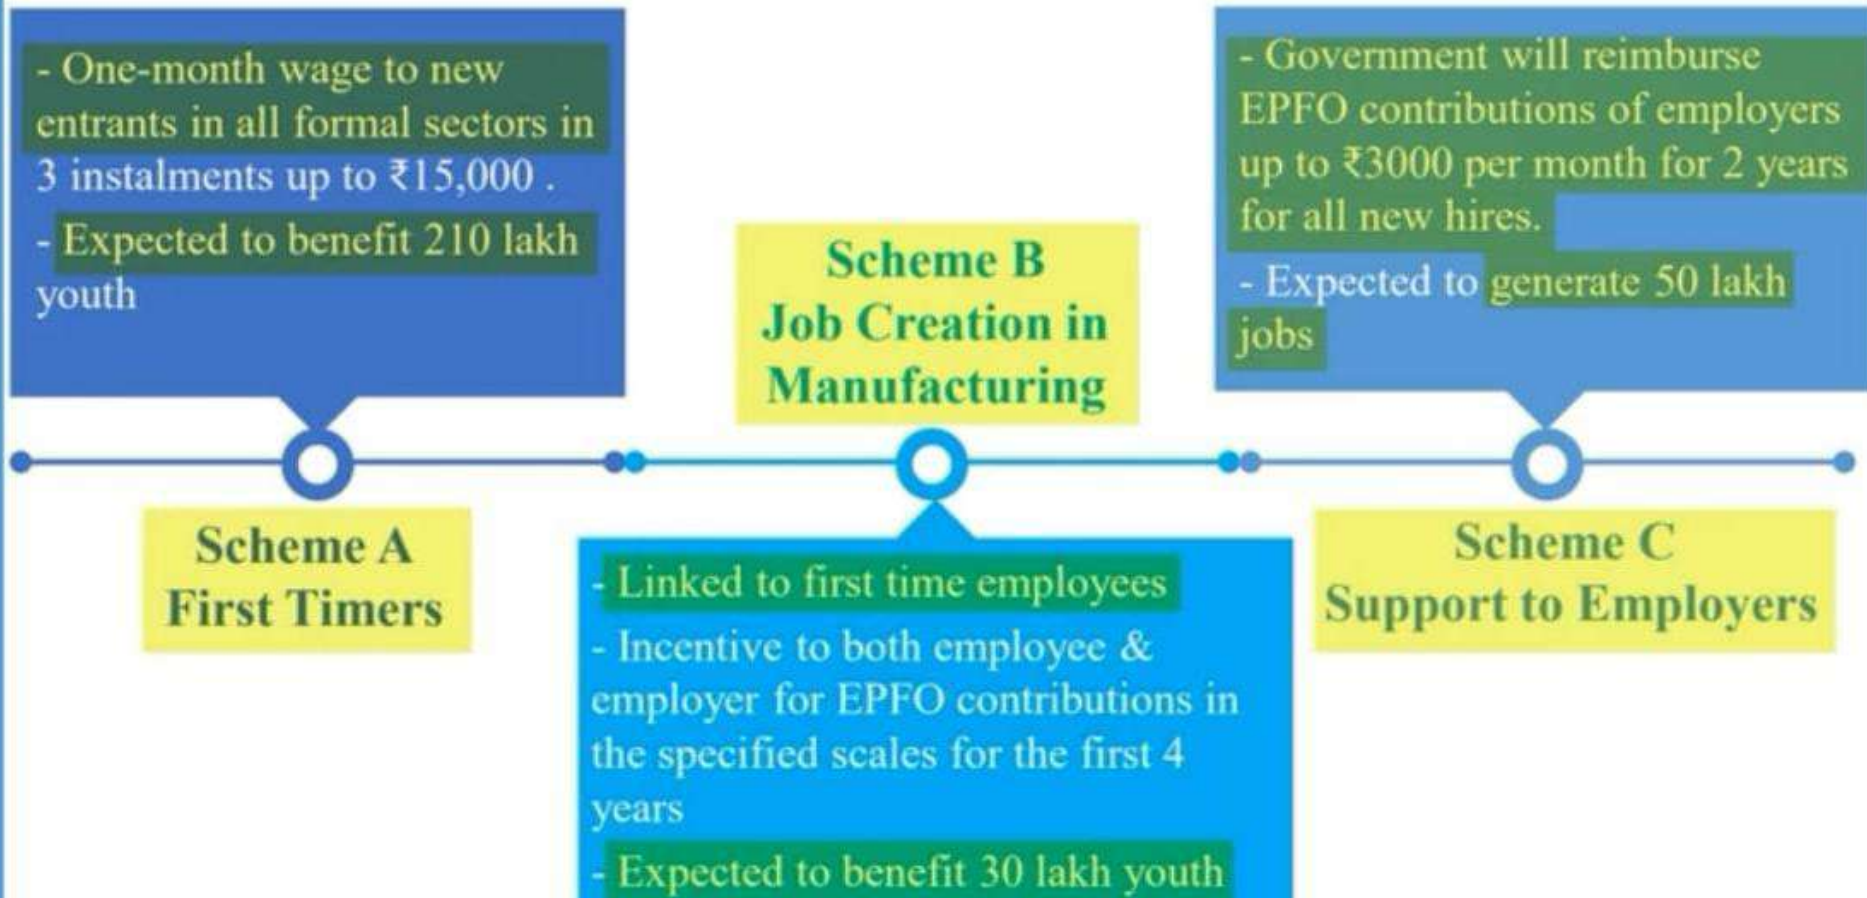 - One-month wage to new
entrants in all formal sectors in
3 instalments up to ₹15,000 .
- Expected to benefit 210 lakh
youth
Scheme A
First Timers
Scheme B
Job Creation in
Manufacturing
- Linked to first time employees
- Incentive to both employee &
employer for EPFO contributions in
the specified scales for the first 4
years
- Expected to benefit 30 lakh youth
- Government will reimburse
EPFO contributions of employers
up to ₹3000 per month for 2 years
for all new hires.
- Expected to generate 50 lakh
jobs
Scheme C
Support to Employers